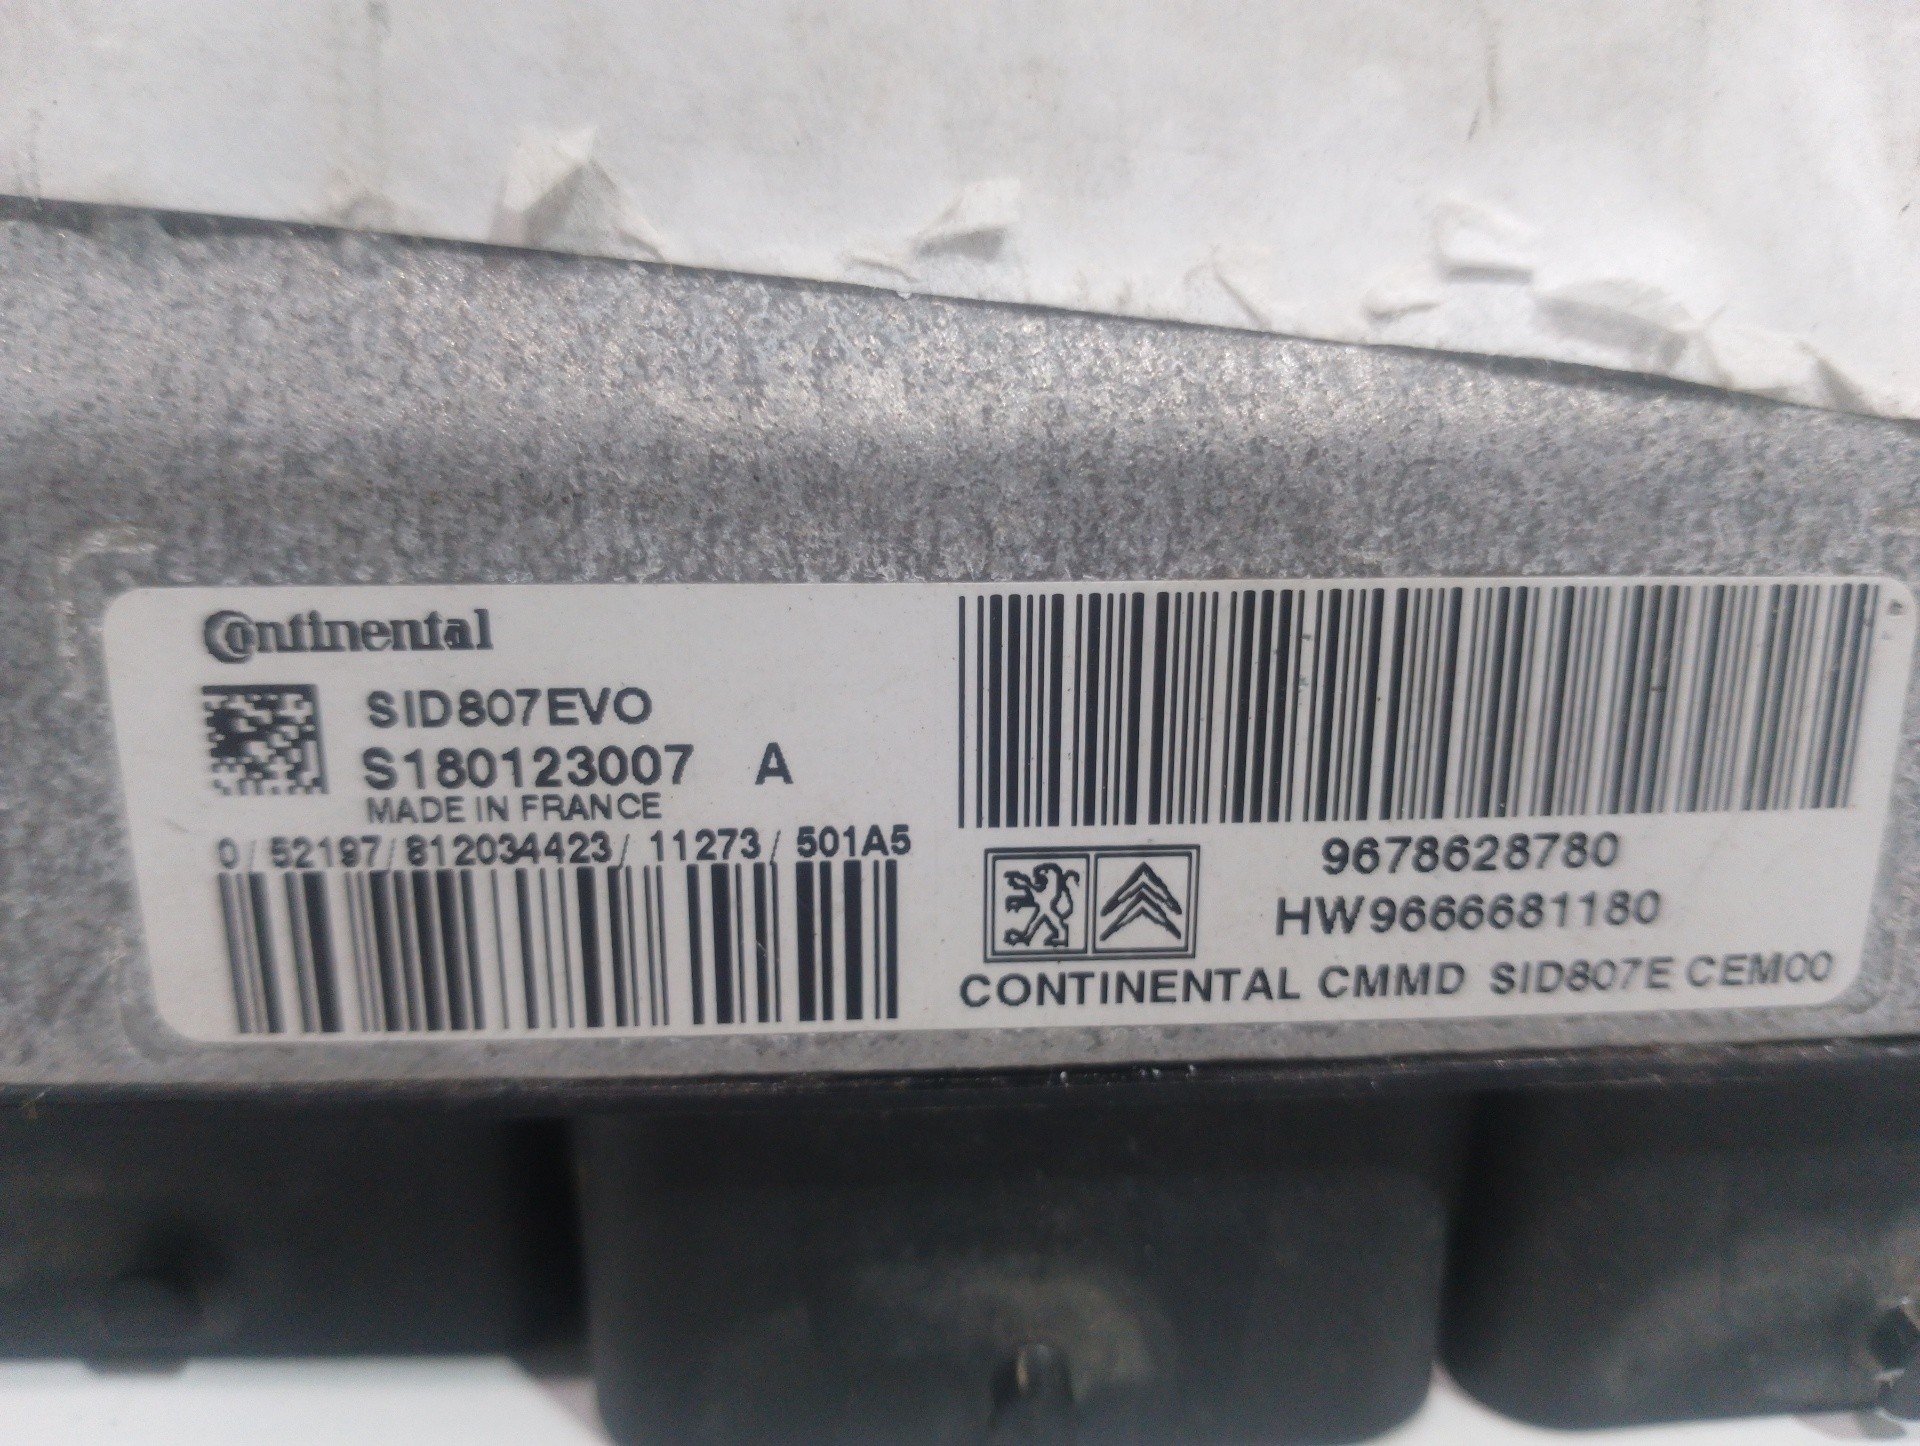 Continental
SID807EVO
S180123007 A
MADE IN FRANCE
0/52197/812034423/11273/501A5
9678628780
HW9666681180
CONTINENTAL CMMD SID807E CEM00